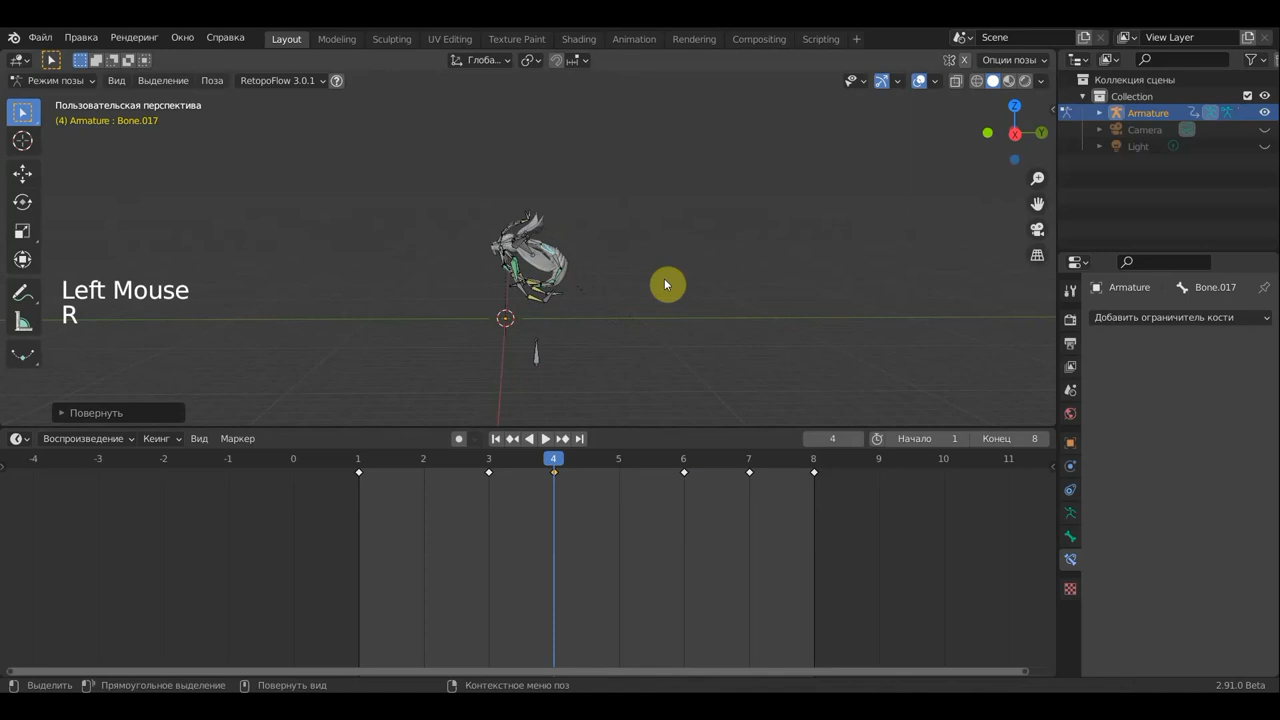 Файл Правка Рендеринг Окно Справка Layout Modeling Sculpting UV Editing Texture Paint Shading Animation Rendering Compositing Scripting + Scene View Layer
Глоба... Опции позы
Режим позы Вид Выделение Поза RetopoFlow 3.0.1 ?
Коллекция сцены
Collection
Armature
Camera
Light
Пользовательская перспектива
(4) Armature : Bone.017
Z
Y
X
Left Mouse
R
Armature Bone.017
Добавить ограничитель кости
Повернуть
Воспроизведение Кеинг Вид Маркер 4 Начало 1 Конец 8
-4 -3 -2 -1 0 1 2 3 4 5 6 7 8 9 10 11
Выделить Прямоугольное выделение Повернуть вид Контекстное меню поз 2.91.0 Beta